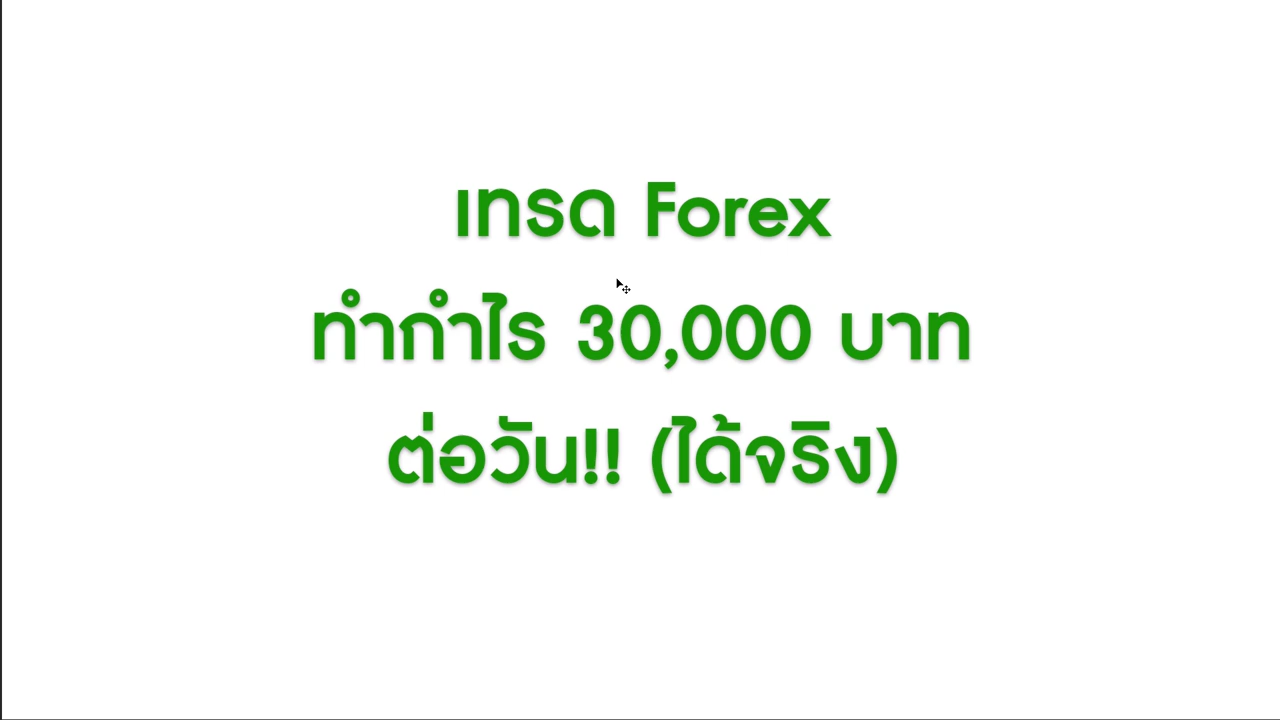 เทรด Forex
ทำกำไร 30,000 บาท
ต่อวัน!! (ได้จริง)